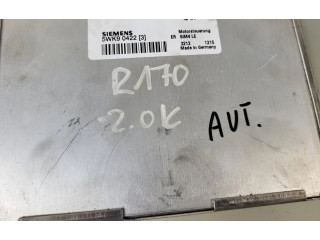 SIEMENS Motorsteuerung
5WK9 0422 [3]
Made in Germany
R170
2.0K AUT.